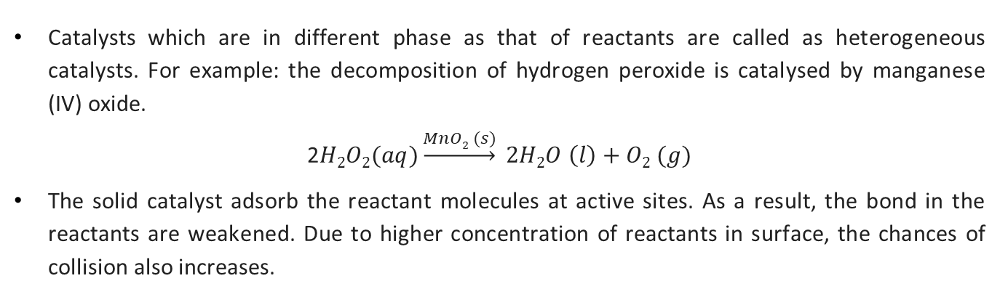 • Catalysts which are in different phase as that of reactants are called as heterogeneous
catalysts. For example: the decomposition of hydrogen peroxide is catalysed by manganese
(IV) oxide.
2H₂O₂(aq) MnO₂ (s)⟶ 2H₂O (l) + O₂ (g)
• The solid catalyst adsorb the reactant molecules at active sites. As a result, the bond in the
reactants are weakened. Due to higher concentration of reactants in surface, the chances of
collision also increases.